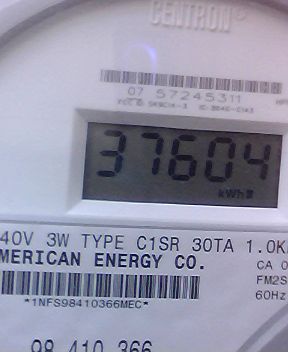 CENTRON®
07 57245311
37604
kWh
40V 3W TYPE C1SR 30TA 1.0K
MERICAN ENERGY CO.
CA 0
FM2S
60Hz
*1NFS98410366MEC*
98 410 366